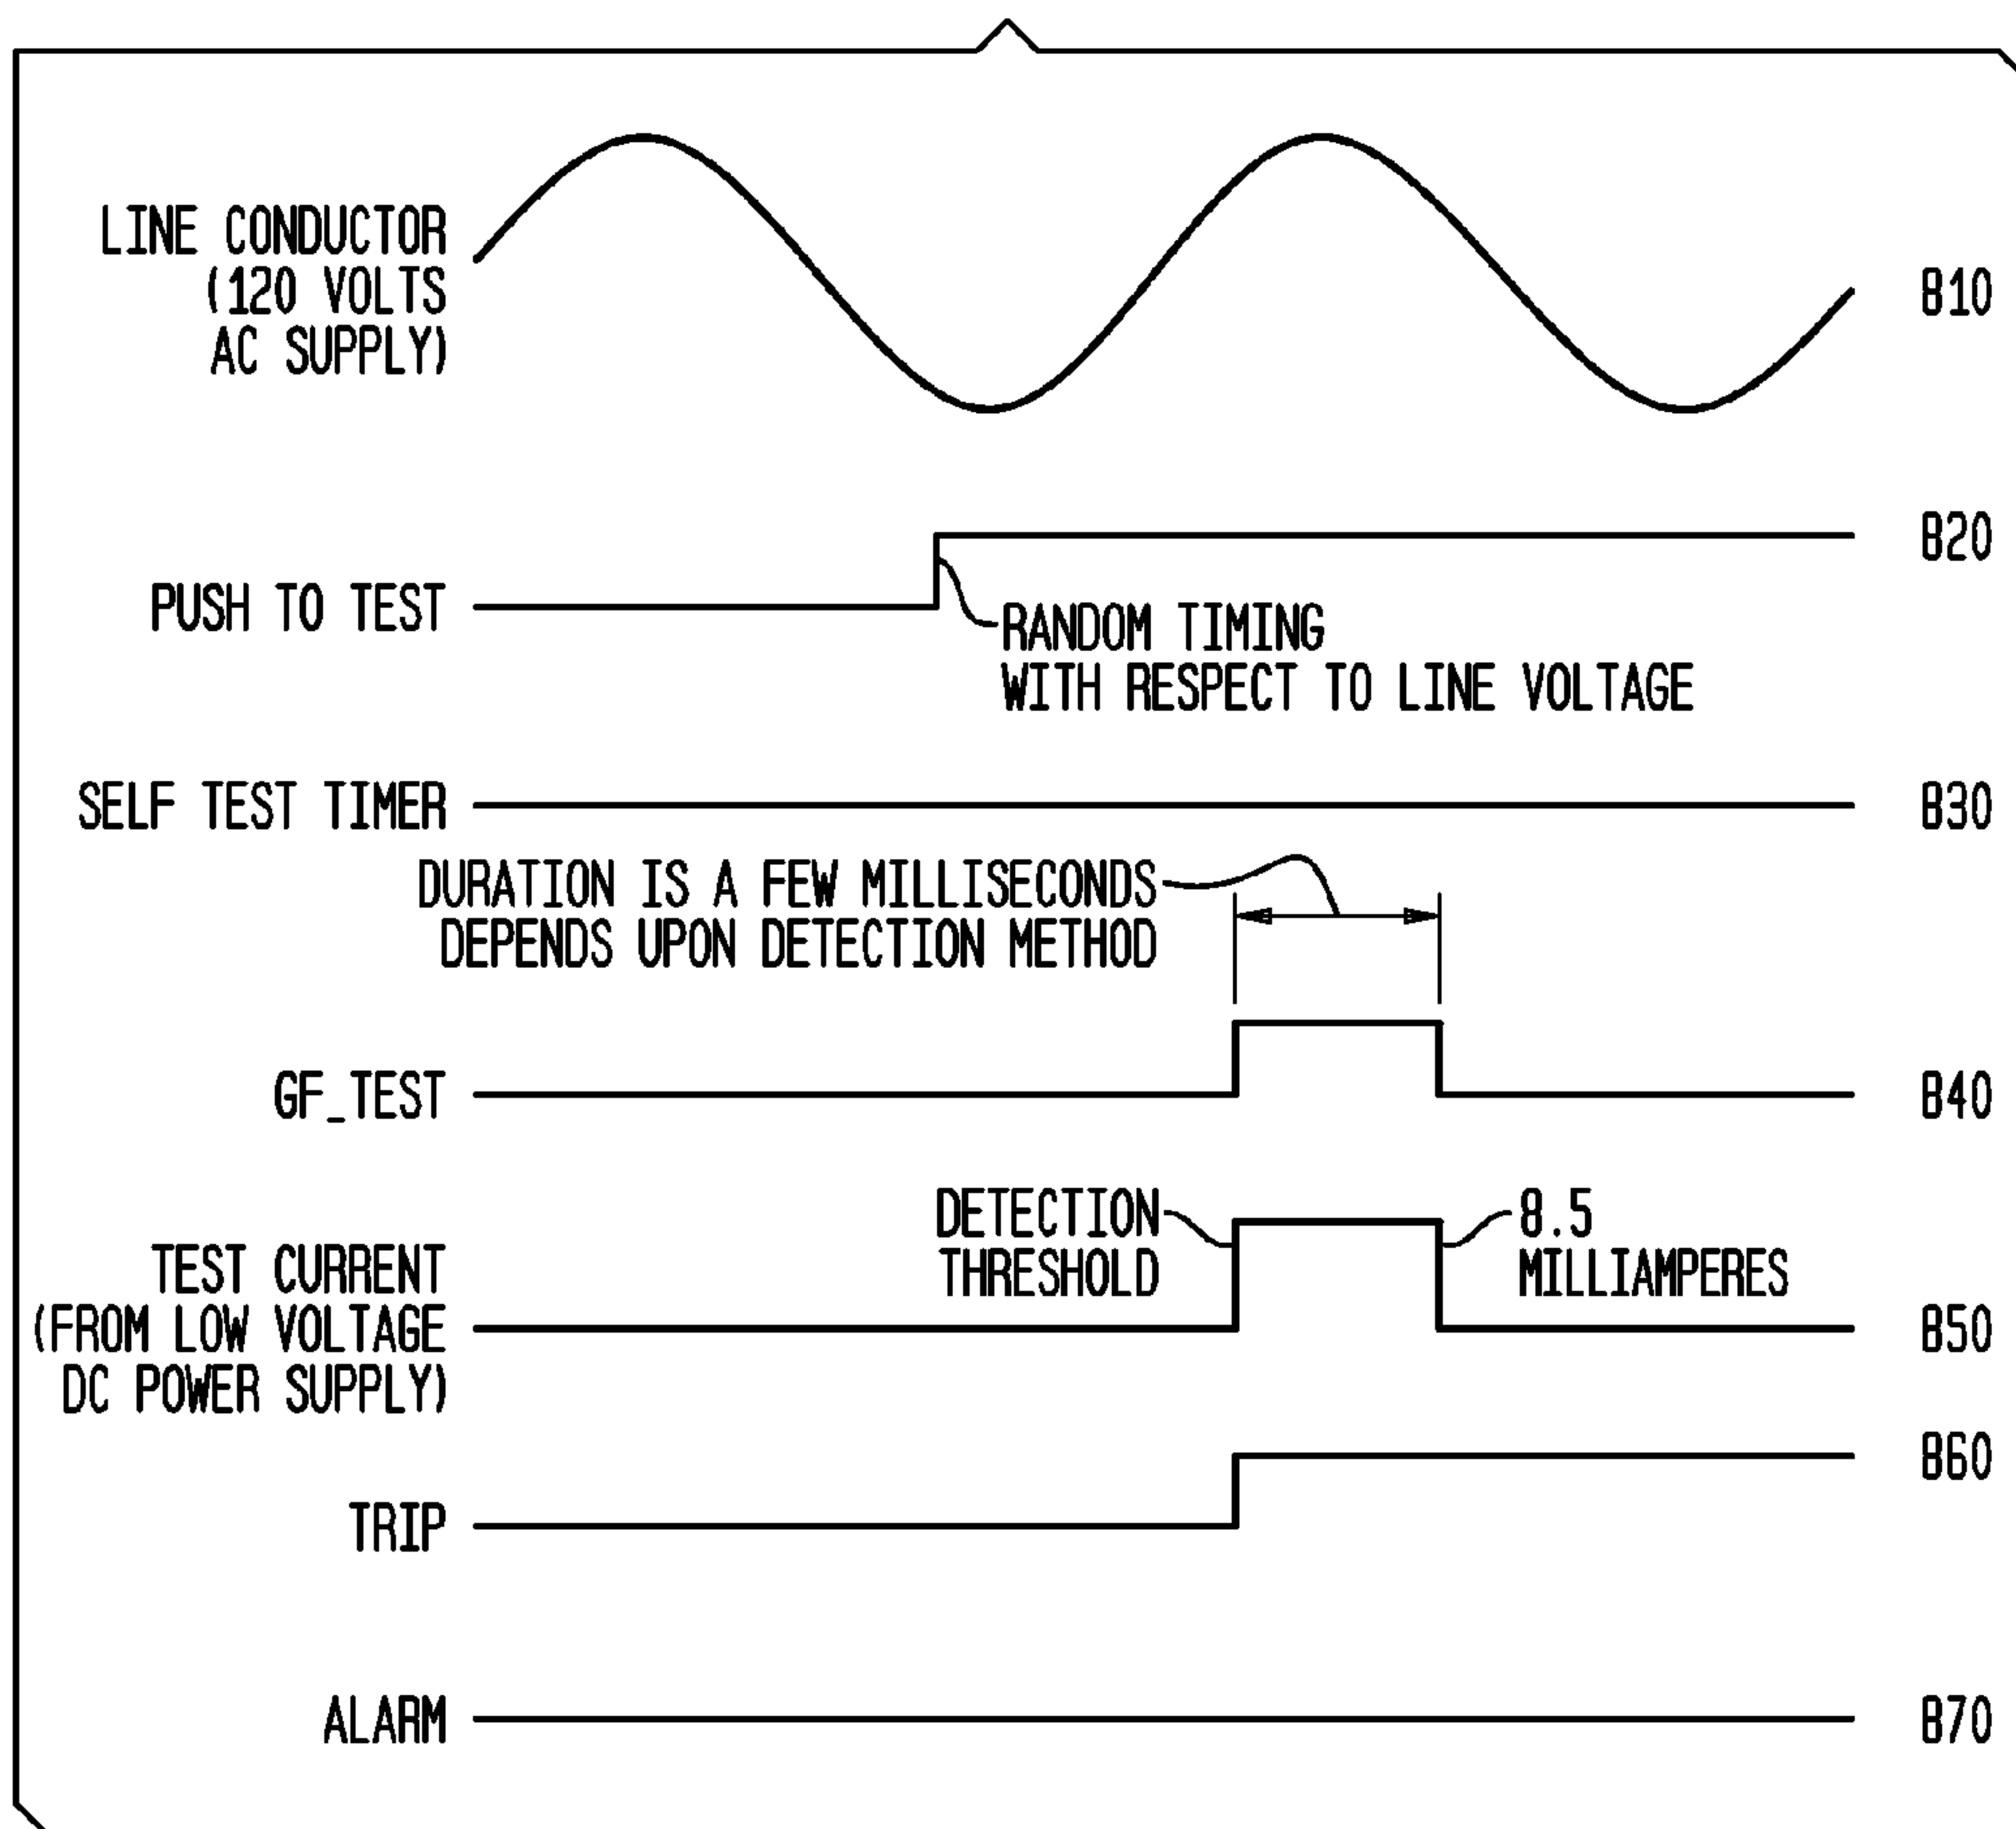 LINE CONDUCTOR
(120 VOLTS
AC SUPPLY)
B10
B20
PUSH TO TEST
RANDOM TIMING
WITH RESPECT TO LINE VOLTAGE
SELF TEST TIMER
B30
DURATION IS A FEW MILLISECONDS
DEPENDS UPON DETECTION METHOD
GF_TEST
B40
DETECTION
THRESHOLD
8.5
MILLIAMPERES
TEST CURRENT
(FROM LOW VOLTAGE
DC POWER SUPPLY)
B50
B60
TRIP
ALARM
B70